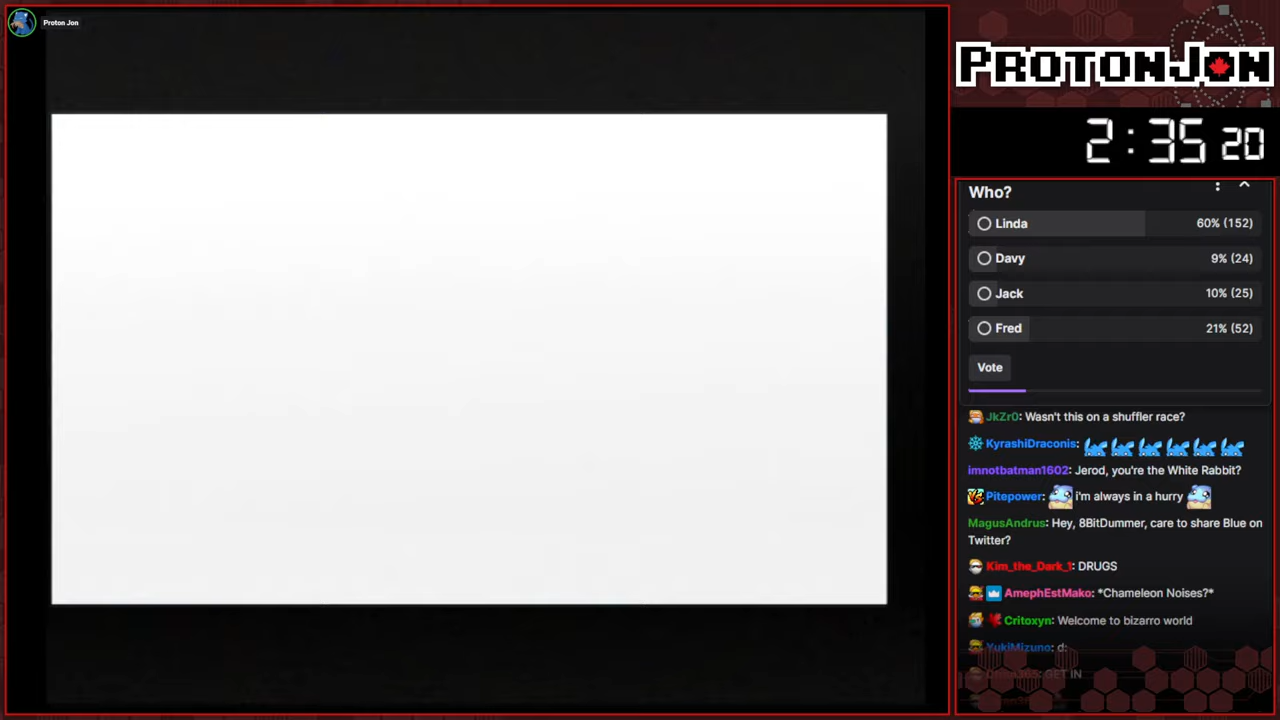 Proton Jon
PROTONJON
2:35 20
Who?
Linda 60% (152)
Davy 9% (24)
Jack 10% (25)
Fred 21% (52)
Vote
JkZr0: Wasn't this on a shuffler race?
KyrashiDraconis:
imnotbatman1602: Jerod, you're the White Rabbit?
Pitepower: i'm always in a hurry
MagusAndrus: Hey, 8BitDummer, care to share Blue on
Twitter?
Kim_the_Dark_1: DRUGS
AmephEstMako: *Chameleon Noises?*
Critoxyn: Welcome to bizarro world
YukiMizuno: d:
GET IN